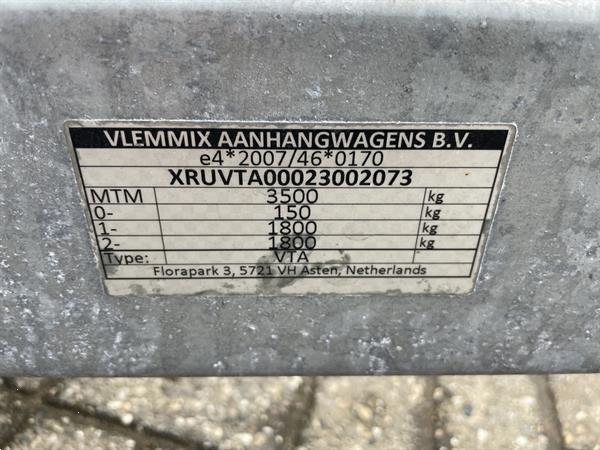 VLEMMIX AANHANGWAGENS B.V.
e4*2007/46*0170
XRUVTA00023002073
MTM 3500 kg
0- 150 kg
1- 1800 kg
2- 1800 kg
Type: VTA
Florapark 3, 5721 VH Asten, Netherlands